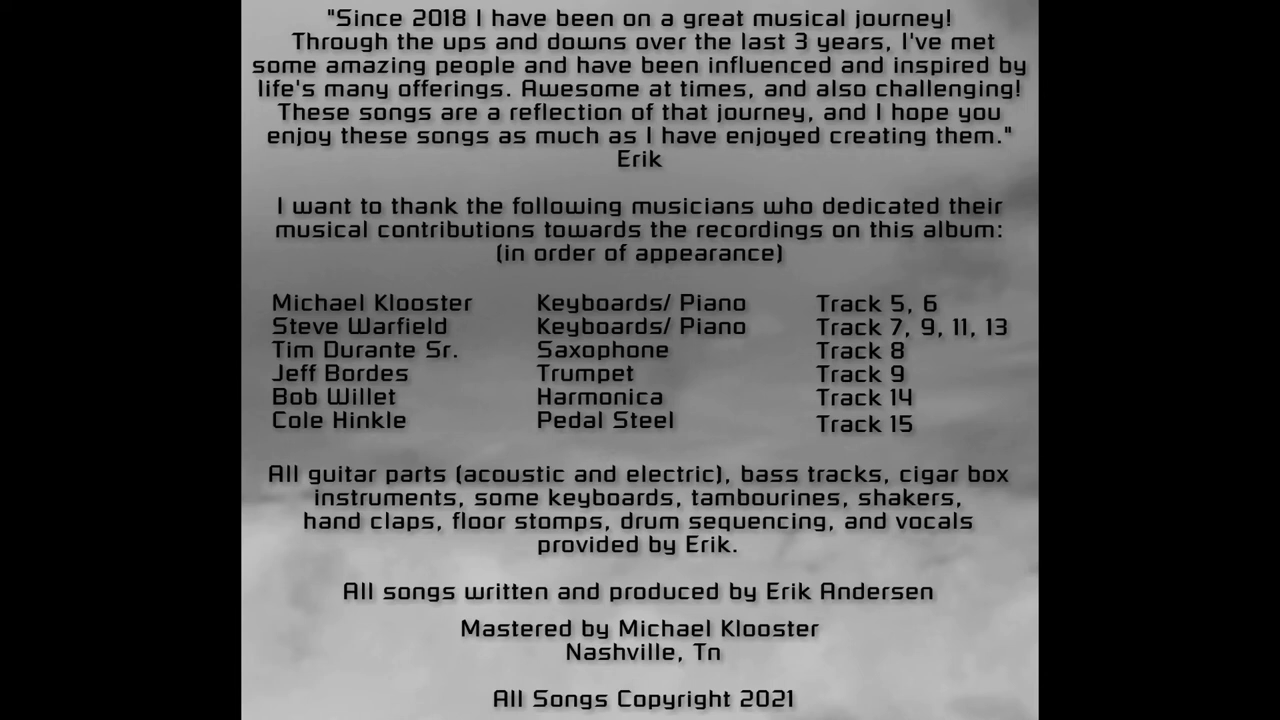 "Since 2018 I have been on a great musical journey!
Through the ups and downs over the last 3 years, I've met
some amazing people and have been influenced and inspired by
life's many offerings. Awesome at times, and also challenging!
These songs are a reflection of that journey, and I hope you
enjoy these songs as much as I have enjoyed creating them."
Erik
I want to thank the following musicians who dedicated their
musical contributions towards the recordings on this album:
(in order of appearance)
Michael Klooster Keyboards/ Piano Track 5, 6
Steve Warfield Keyboards/ Piano Track 7, 9, 11, 13
Tim Durante Sr. Saxophone Track 8
Jeff Bordes Trumpet Track 9
Bob Willet Harmonica Track 14
Cole Hinkle Pedal Steel Track 15
All guitar parts (acoustic and electric), bass tracks, cigar box
instruments, some keyboards, tambourines, shakers,
hand claps, floor stomps, drum sequencing, and vocals
provided by Erik.
All songs written and produced by Erik Andersen
Mastered by Michael Klooster
Nashville, Tn
All Songs Copyright 2021